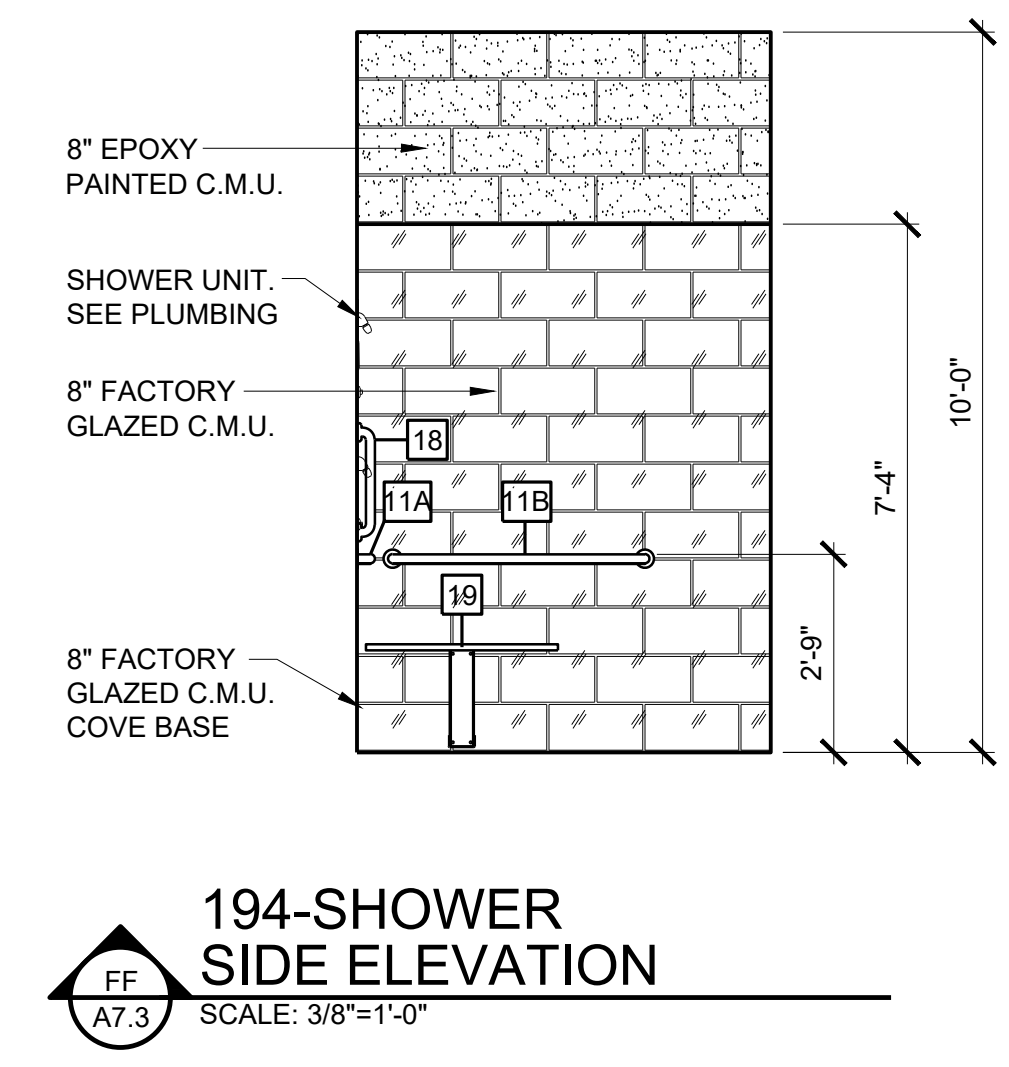 8" EPOXY
PAINTED C.M.U.
SHOWER UNIT.
SEE PLUMBING
8" FACTORY
GLAZED C.M.U.
18
11A
11B
19
8" FACTORY
GLAZED C.M.U.
COVE BASE
2'-9"
7'-4"
10'-0"
194-SHOWER
SIDE ELEVATION
FF
A7.3
SCALE: 3/8"=1'-0"